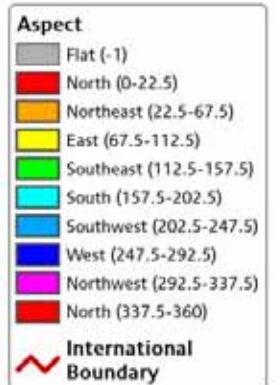 Aspect
Flat (-1)
North (0-22.5)
Northeast (22.5-67.5)
East (67.5-112.5)
Southeast (112.5-157.5)
South (157.5-202.5)
Southwest (202.5-247.5)
West (247.5-292.5)
Northwest (292.5-337.5)
North (337.5-360)
International
Boundary